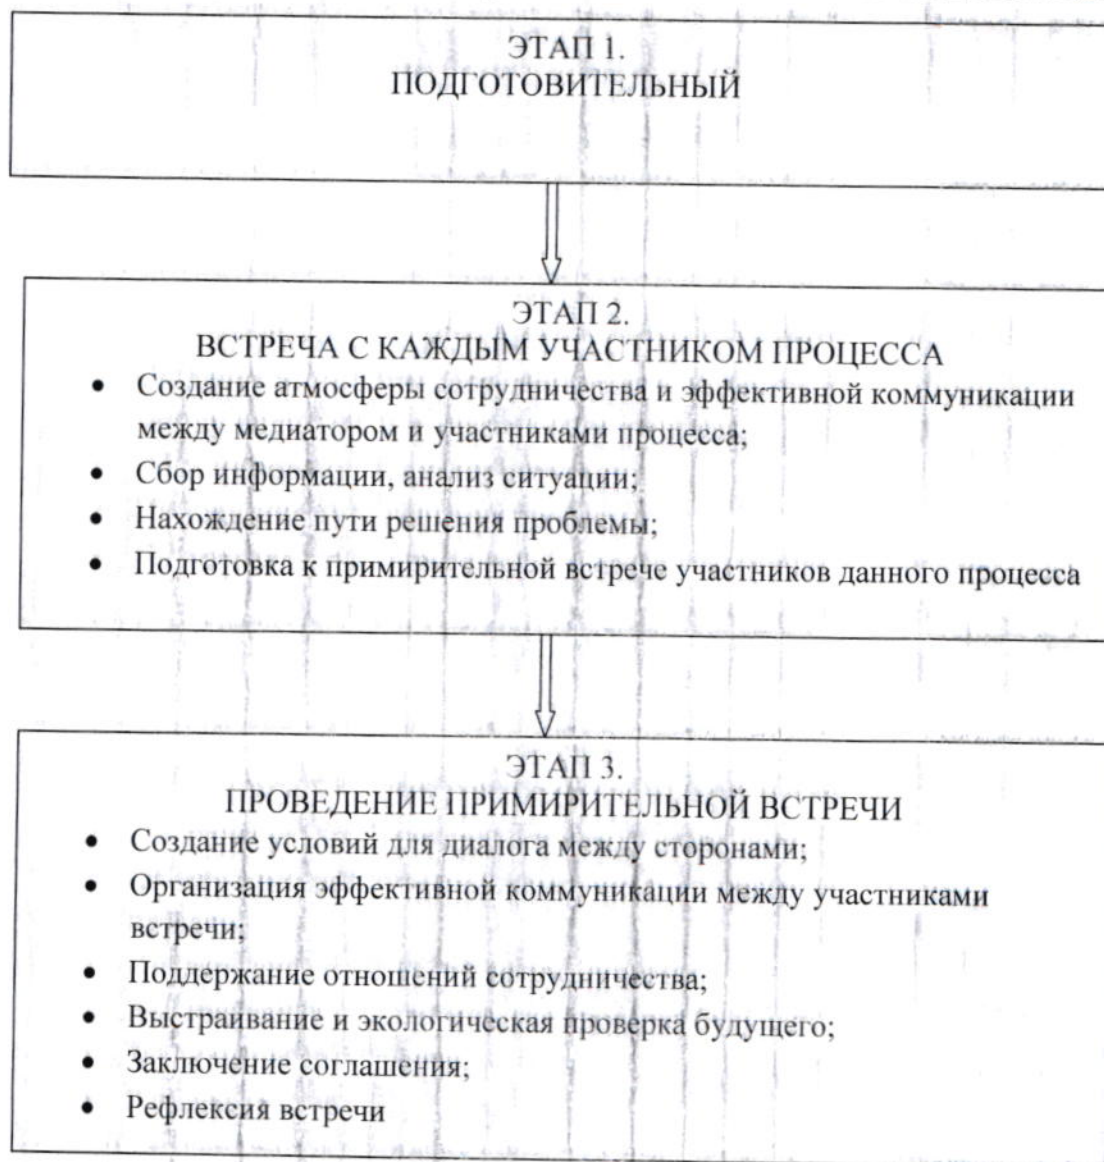 ЭТАП 1.
ПОДГОТОВИТЕЛЬНЫЙ
ЭТАП 2.
ВСТРЕЧА С КАЖДЫМ УЧАСТНИКОМ ПРОЦЕССА
• Создание атмосферы сотрудничества и эффективной коммуникации
между медиатором и участниками процесса;
• Сбор информации, анализ ситуации;
• Нахождение пути решения проблемы;
• Подготовка к примирительной встрече участников данного процесса
ЭТАП 3.
ПРОВЕДЕНИЕ ПРИМИРИТЕЛЬНОЙ ВСТРЕЧИ
• Создание условий для диалога между сторонами;
• Организация эффективной коммуникации между участниками
встречи;
• Поддержание отношений сотрудничества;
• Выстраивание и экологическая проверка будущего;
• Заключение соглашения;
• Рефлексия встречи